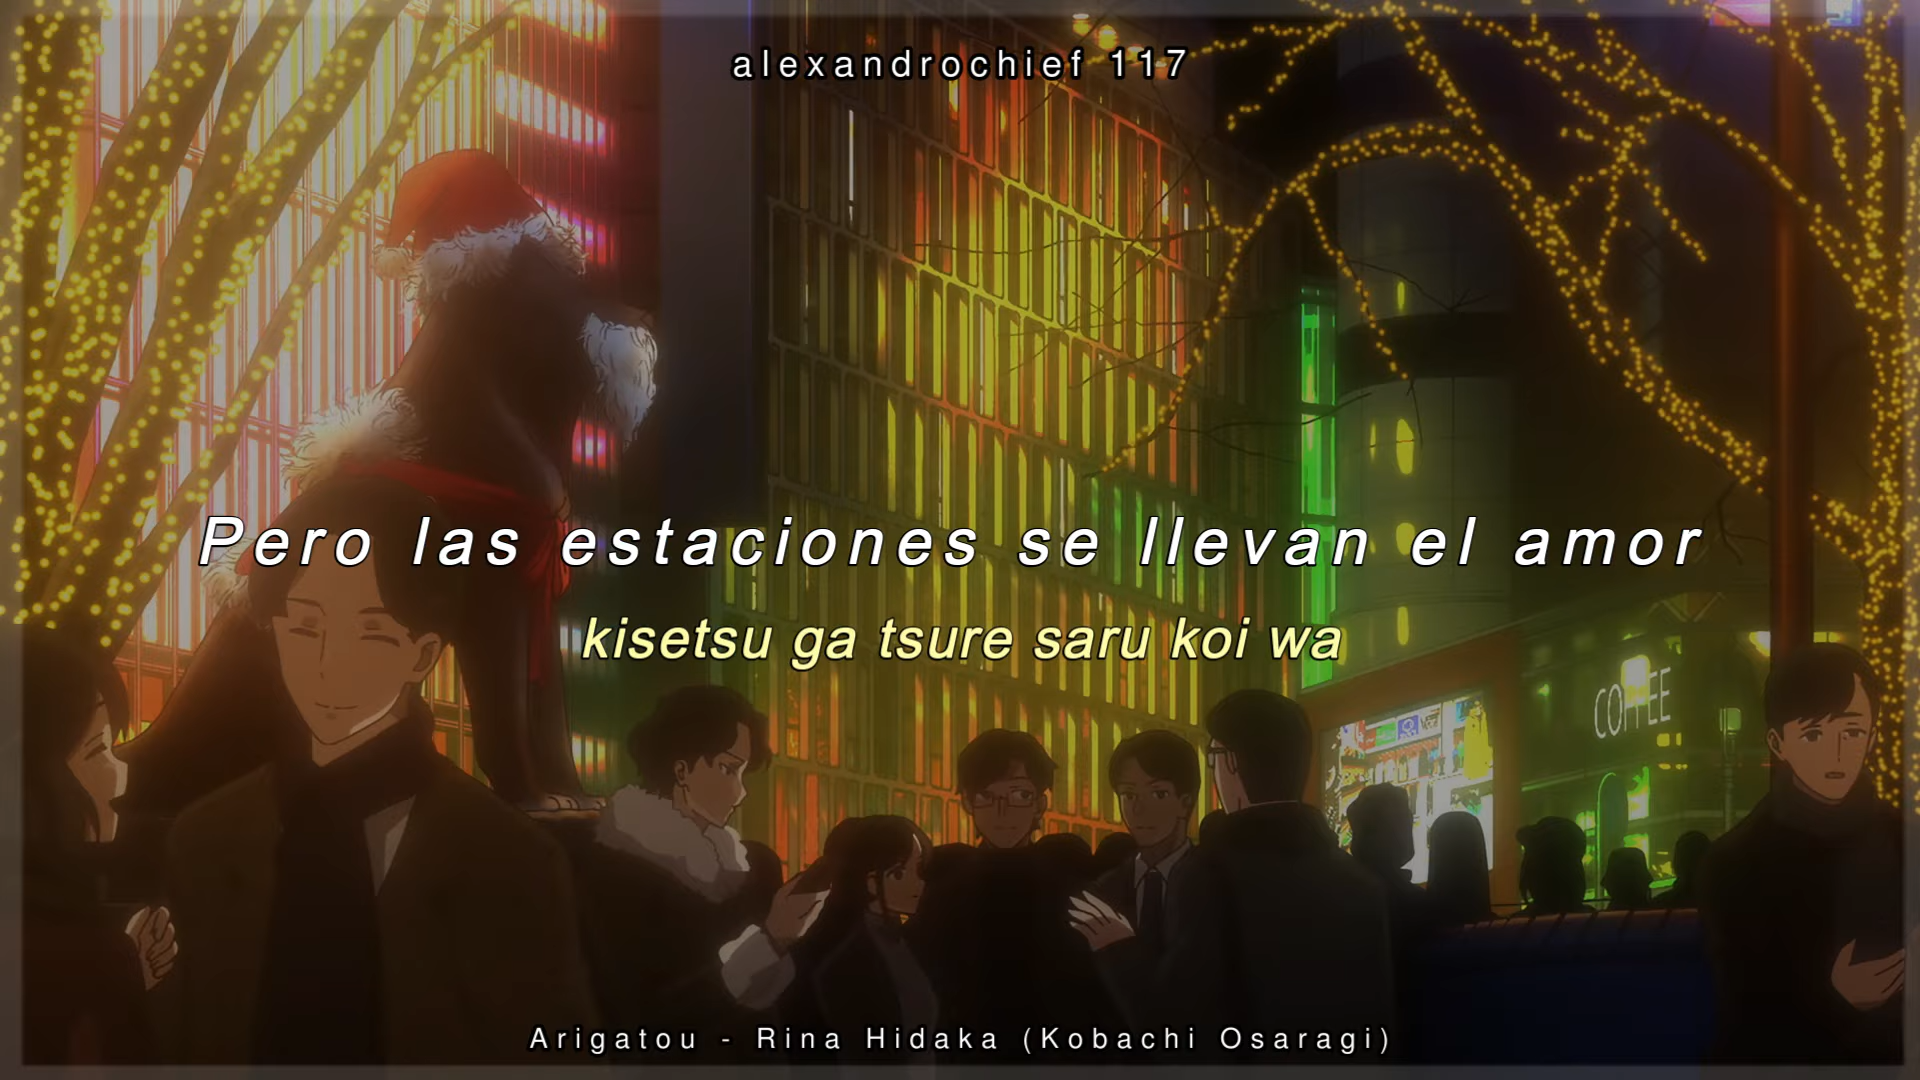 alexandrochief 117
Pero las estaciones se llevan el amor
kisetsu ga tsure saru koi wa
COFFEE
Arigatou - Rina Hidaka (Kobachi Osaragi)